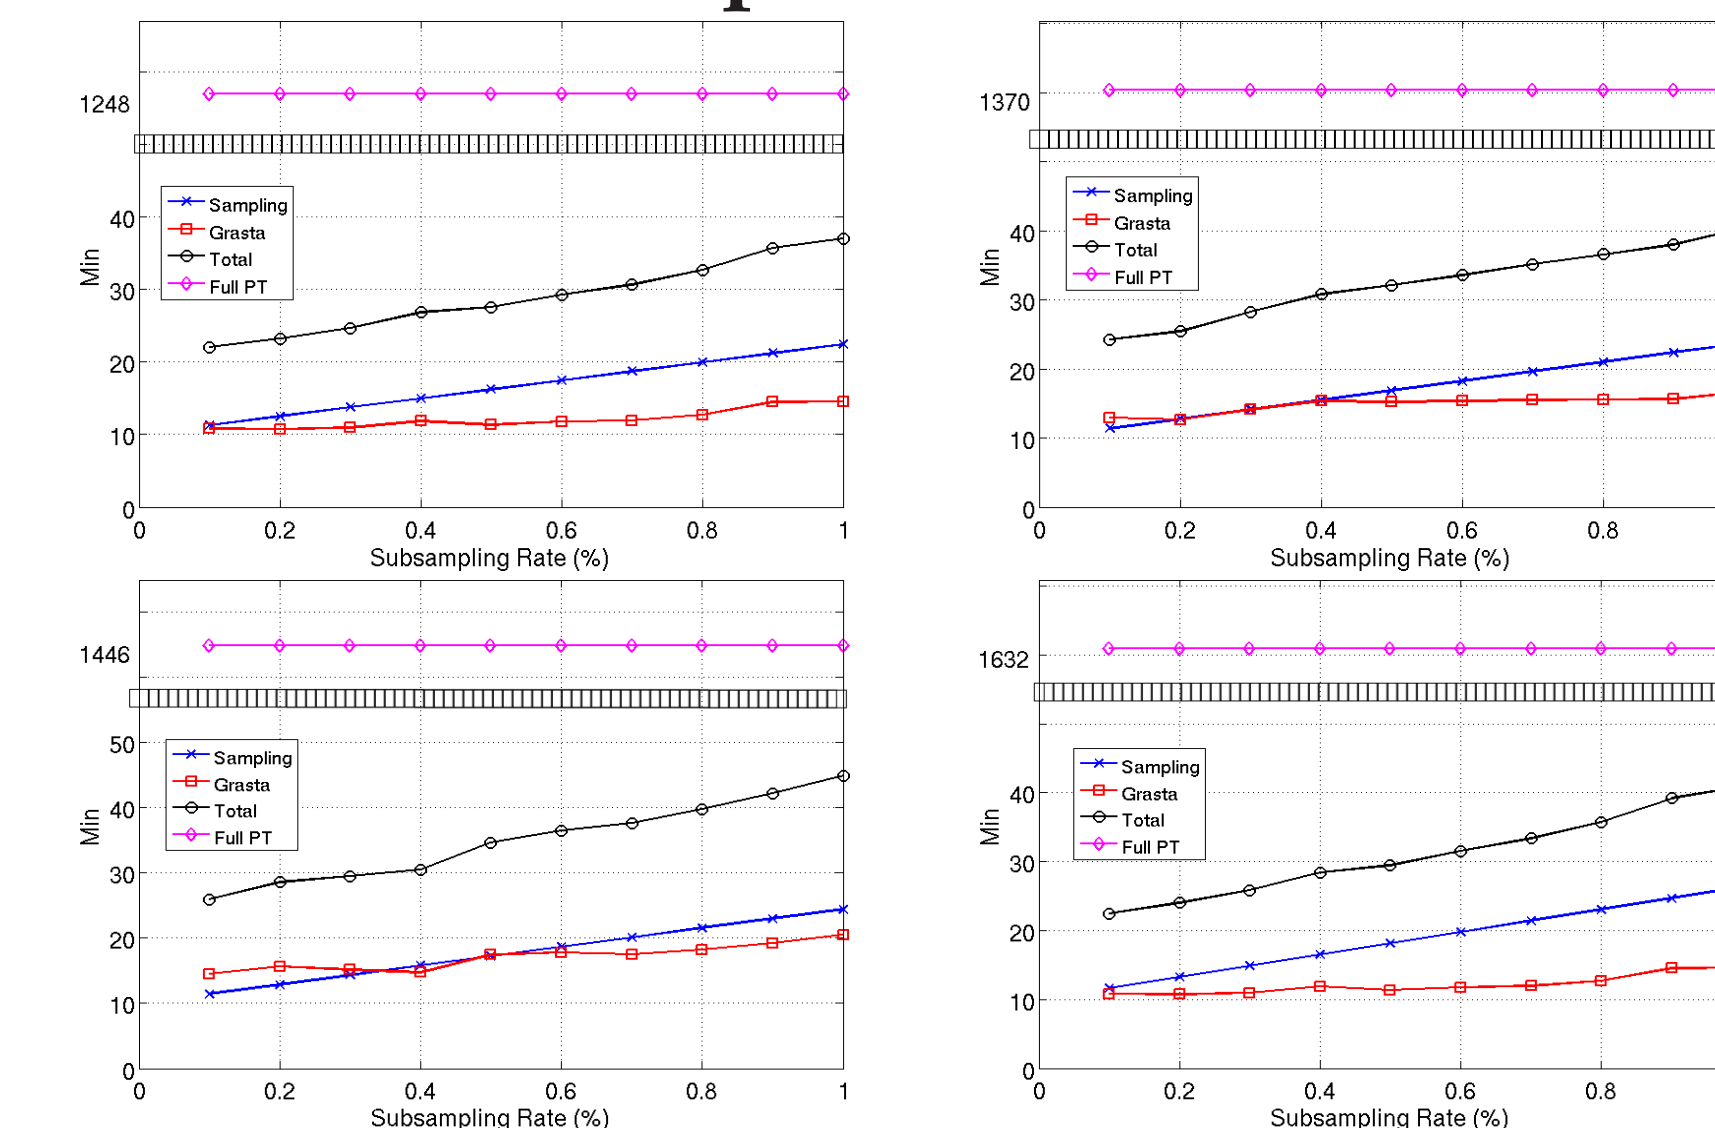 p
1248
40
30
20
10
0
Min
Sampling
Grasta
Total
Full PT
0 0.2 0.4 0.6 0.8 1
Subsampling Rate (%)
1370
40
30
20
10
0
Min
Sampling
Grasta
Total
Full PT
0 0.2 0.4 0.6 0.8
Subsampling Rate (%)
1446
50
40
30
20
10
0
Min
Sampling
Grasta
Total
Full PT
0 0.2 0.4 0.6 0.8 1
Subsampling Rate (%)
1632
40
30
20
10
0
Min
Sampling
Grasta
Total
Full PT
0 0.2 0.4 0.6 0.8
Subsampling Rate (%)